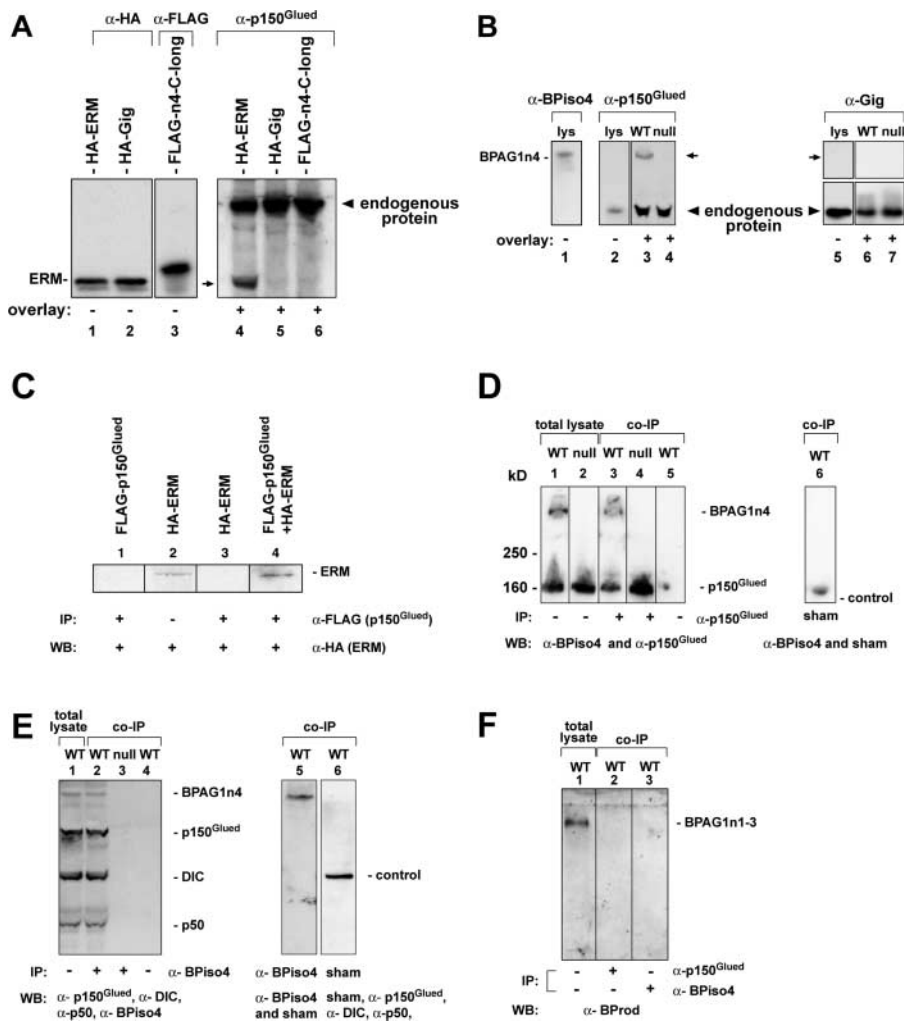 A
α-HA α-FLAG α-p150Glued
HA-ERM
HA-Gig
FLAG-n4-C-long
HA-ERM
HA-Gig
FLAG-n4-C-long
endogenous protein
ERM-
overlay: - - - + + +
1 2 3 4 5 6
B
α-BPiso4 α-p150Glued α-Gig
lys lys WT null lys WT null
BPAG1n4 -
endogenous protein
overlay: - - + + - + +
1 2 3 4 5 6 7
C
FLAG-p150Glued
HA-ERM
HA-ERM
FLAG-p150Glued +HA-ERM
1 2 3 4
- ERM
IP: + - + + α-FLAG (p150Glued)
WB: + + + + α-HA (ERM)
D
total lysate co-IP co-IP
WT null WT null WT WT
kD 1 2 3 4 5 6
- BPAG1n4
250 -
160 - - p150Glued
- control
sham
IP: - - + + - α-p150Glued
WB: α-BPiso4 and α-p150Glued α-BPiso4 and sham
E
total lysate co-IP co-IP
WT WT null WT WT WT
1 2 3 4 5 6
- BPAG1n4
- p150Glued
- DIC - control
- p50
IP: - + + - α- BPiso4 α- BPiso4 sham
WB: α- p150Glued, α- DIC, α- BPiso4 sham, α- p150Glued,
α-p50, α- BPiso4 and sham α- DIC, α-p50,
F
total lysate co-IP
WT WT WT
1 2 3
- BPAG1n1-3
IP: - + - α-p150Glued
- - + α- BPiso4
WB: α- BProd